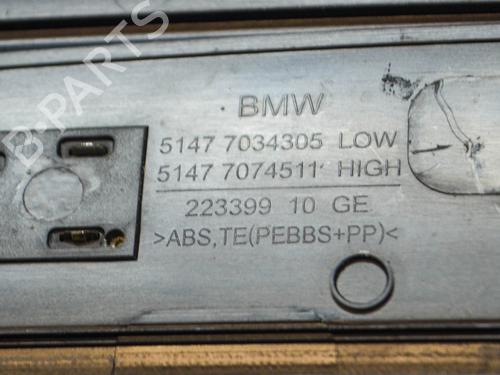 BMW
5147 7034305 LOW
5147 7074511 HIGH
223399 10 GE
>ABS,TE(PEBBS+PP)<
B-PARTS